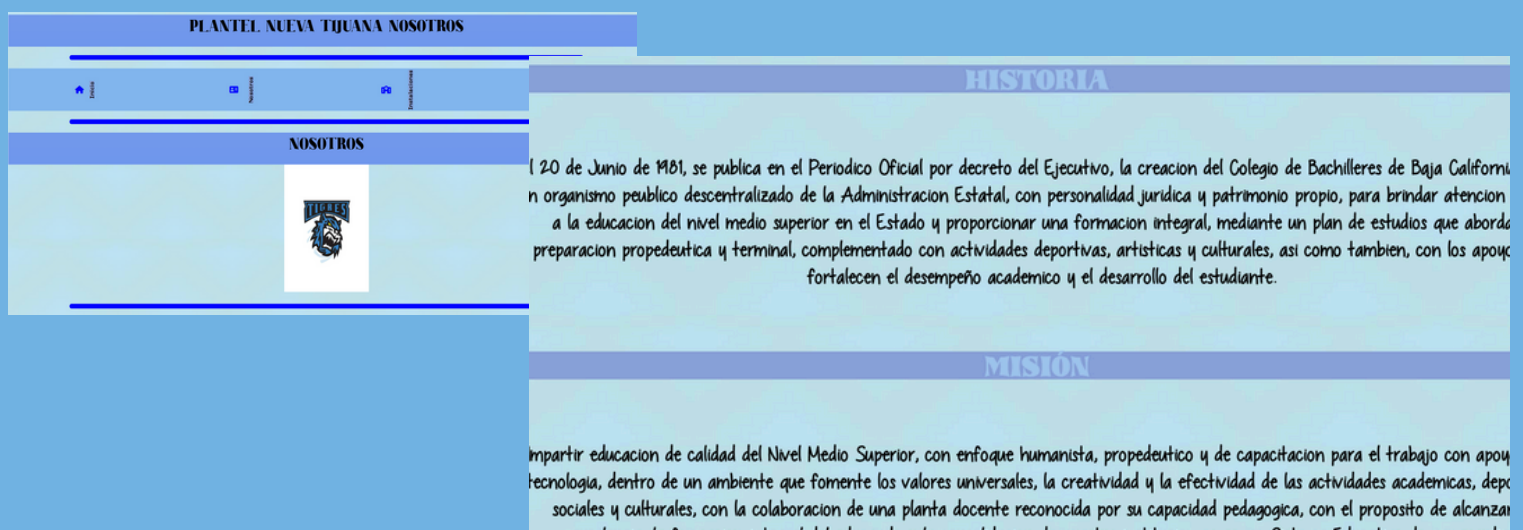 PLANTEL NUEVA TIJUANA NOSOTROS
Inicio
Nosotros
Instalaciones
NOSOTROS
TIGRES
HISTORIA
l 20 de Junio de 1981, se publica en el Periodico Oficial por decreto del Ejecutivo, la creacion del Colegio de Bachilleres de Baja Californi
n organismo peublico descentralizado de la Administracion Estatal, con personalidad juridica y patrimonio propio, para brindar atencion
a la educacion del nivel medio superior en el Estado y proporcionar una formacion integral, mediante un plan de estudios que aborda
preparacion propedeutica y terminal, complementado con actividades deportivas, artisticas y culturales, asi como tambien, con los apoyo
fortalecen el desempeño academico y el desarrollo del estudiante.
MISIÓN
mpartir educacion de calidad del Nivel Medio Superior, con enfoque humanista, propedeutico y de capacitacion para el trabajo con apoy
tecnologia, dentro de un ambiente que fomente los valores universales, la creatividad y la efectividad de las actividades academicas, depo
sociales y culturales, con la colaboracion de una planta docente reconocida por su capacidad pedagogica, con el proposito de alcanzar